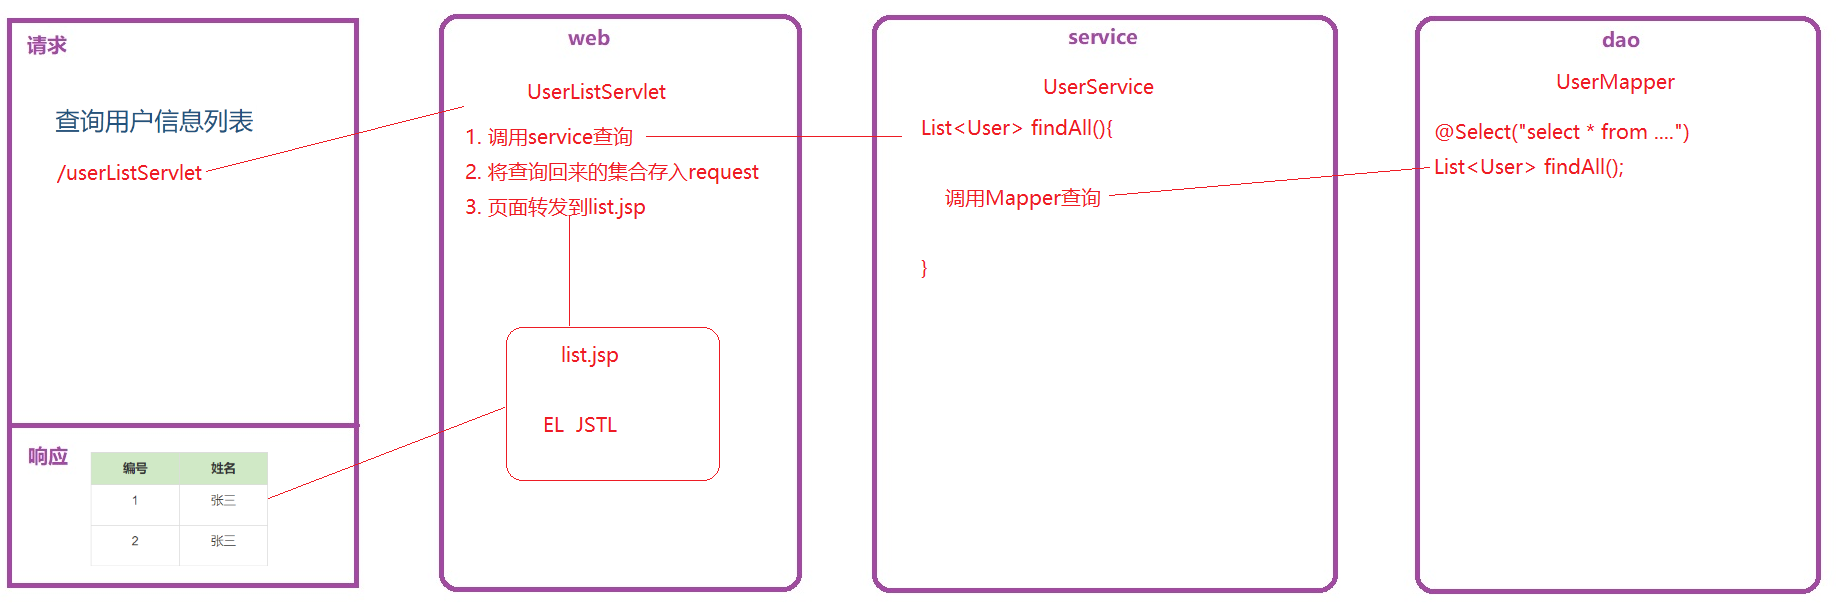 请求
查询用户信息列表
/userListServlet
响应
编号 姓名
1 张三
2 张三
web
UserListServlet
1. 调用service查询
2. 将查询回来的集合存入request
3. 页面转发到list.jsp
list.jsp
EL JSTL
service
UserService
List<User> findAll(){
调用Mapper查询
}
dao
UserMapper
@Select("select * from ....")
List<User> findAll();